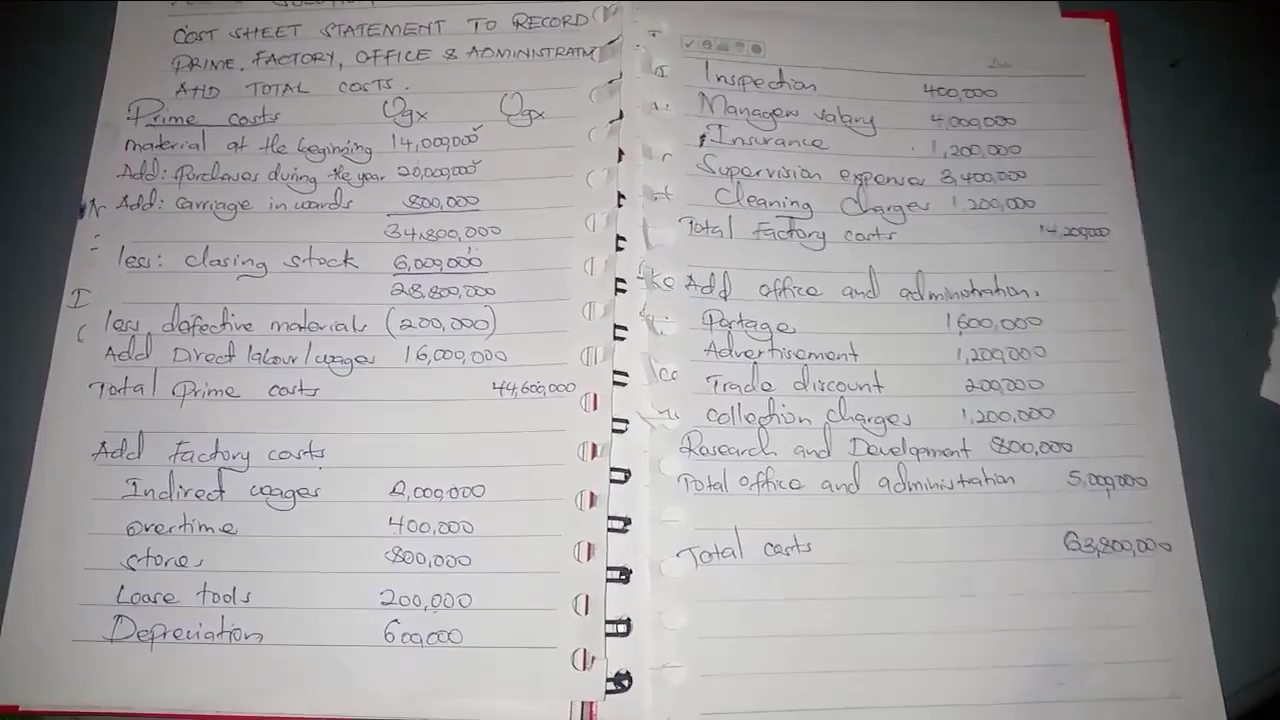 COST SHEET STATEMENT TO RECORD
PRIME, FACTORY, OFFICE & ADMINISTRATN
AND TOTAL COSTS.
Prime costs Ugx Ugx
material at the beginning 14,000,000
Add: Purchases during the year 20,000,000
Add: carriage inwards 800,000
34,800,000
less: closing stock 6,000,000
28,800,000
less defective materials (200,000)
Add Direct labour/wages 16,000,000
Total Prime costs 44,600,000
Add Factory costs
Indirect wages 2,000,000
overtime 400,000
stores 800,000
Loose tools 200,000
Depreciation 600,000
Inspection 400,000
Managers salary 4,000,000
Insurance 1,200,000
Supervision expenses 3,400,000
Cleaning Charges 1,200,000
Total Factory costs 14,200,000
Add office and adminstration.
Postage 1,600,000
Advertisement 1,200,000
Trade discount 200,000
collection charges 1,200,000
Research and Development 800,000
Total office and administration 5,000,000
Total costs 63,800,000